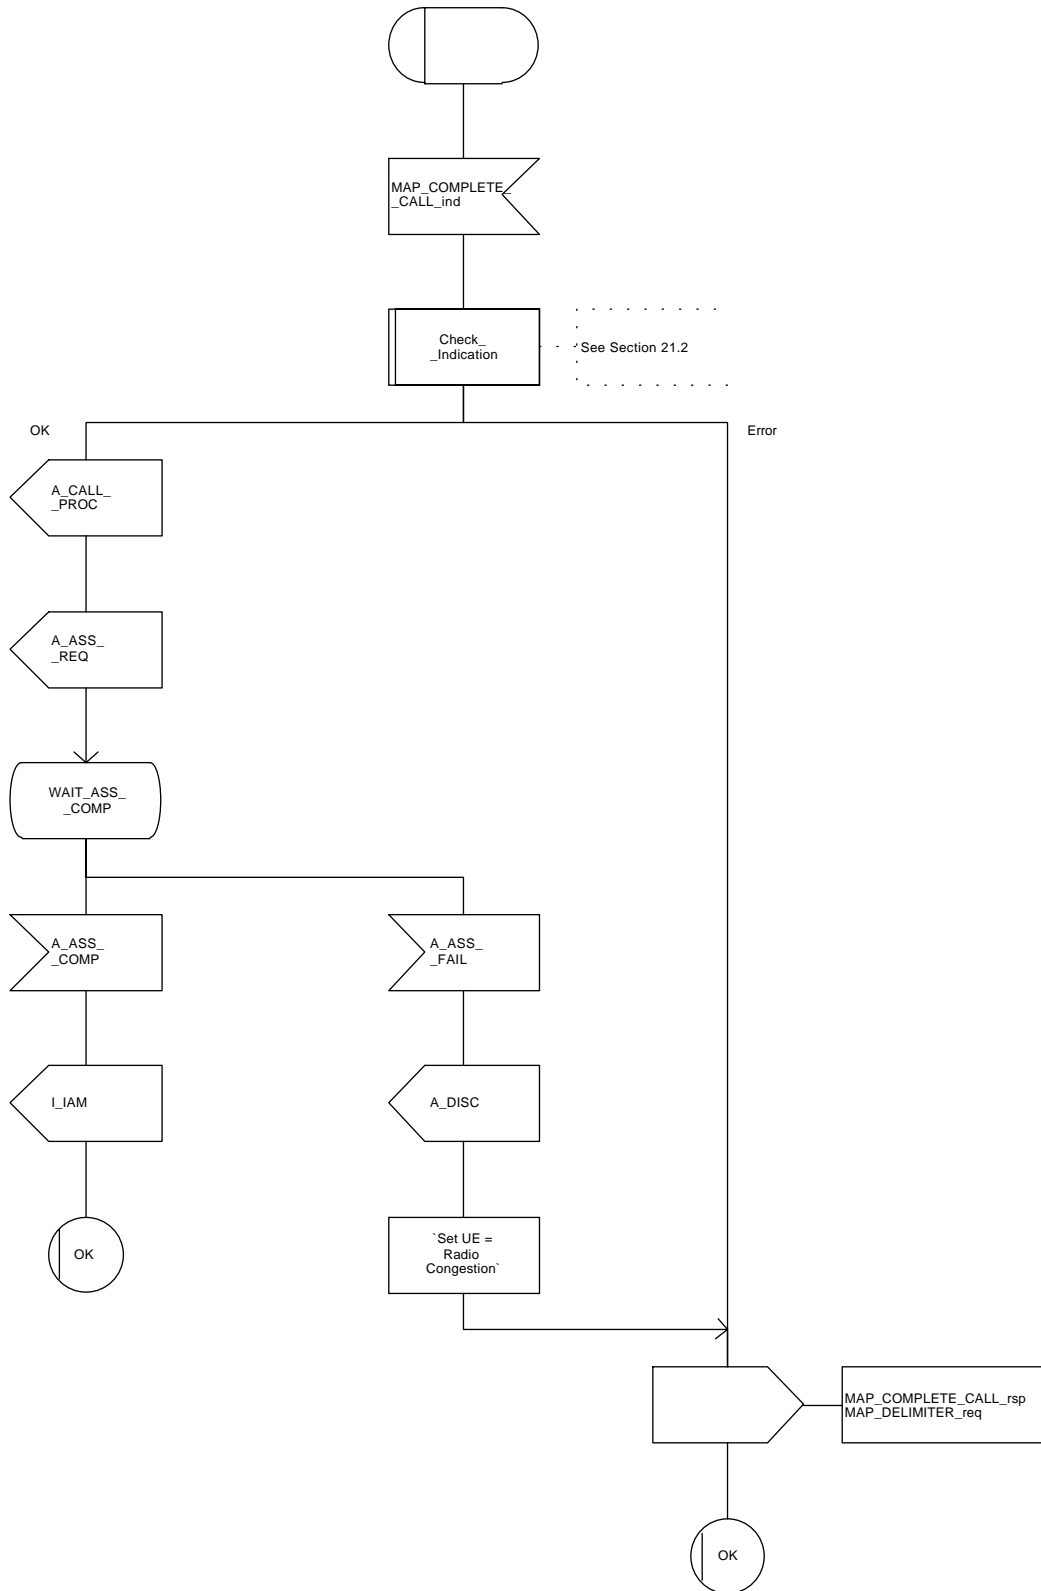 MAP_COMPLETE_
_CALL_ind
Check_
_Indication
See Section 21.2
OK
Error
A_CALL_
_PROC
A_ASS_
_REQ
WAIT_ASS_
_COMP
A_ASS_
_COMP
A_ASS_
_FAIL
I_IAM
A_DISC
OK
`Set UE =
Radio
Congestion`
MAP_COMPLETE_CALL_rsp
MAP_DELIMITER_req
OK